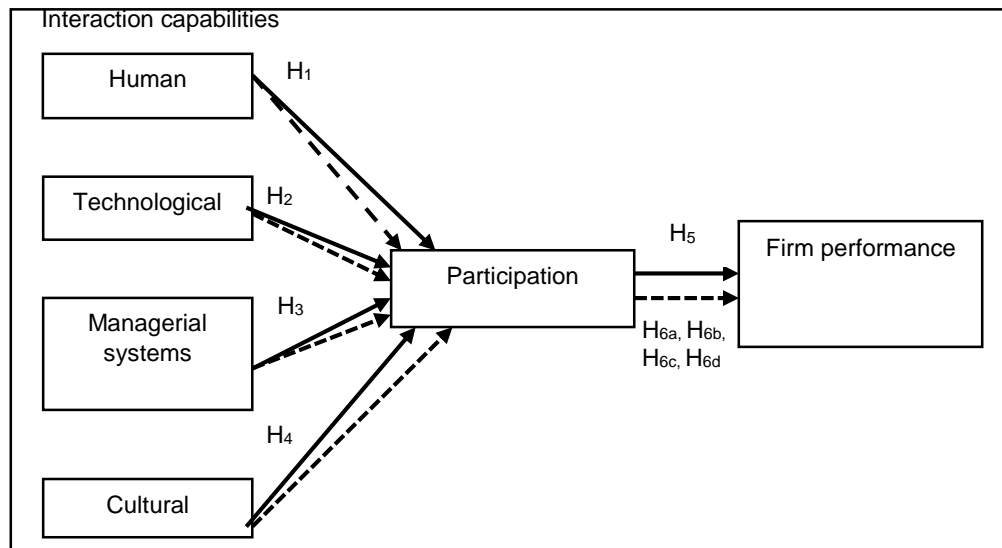 Interaction capabilities
Human
H1
Technological
H2
Managerial
systems
H3
Cultural
H4
Participation
H5
H6a, H6b,
H6c, H6d
Firm performance